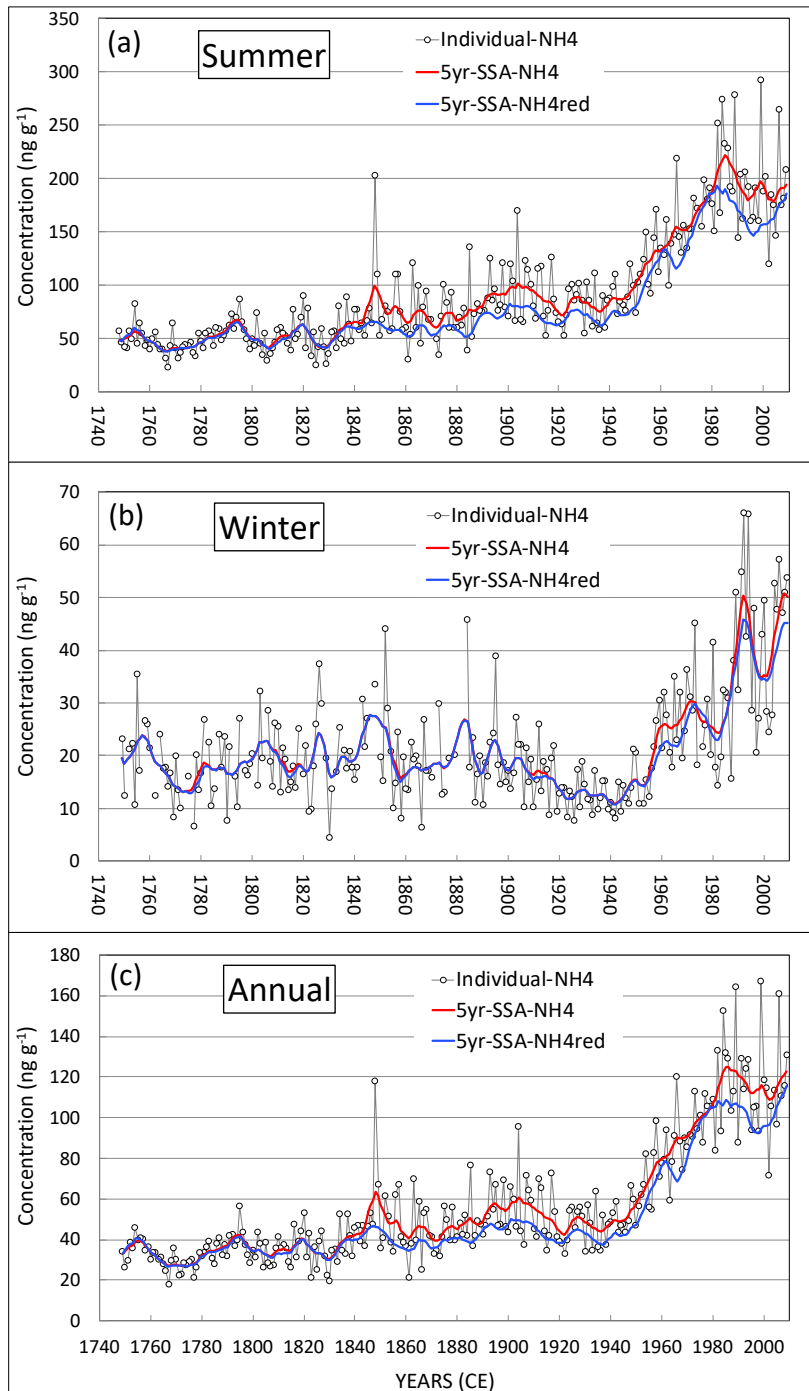 (a)
Summer
Individual-NH4
5yr-SSA-NH4
5yr-SSA-NH4red
Concentration (ng g⁻¹)
350
300
250
200
150
100
50
0
1740 1760 1780 1800 1820 1840 1860 1880 1900 1920 1940 1960 1980 2000
(b)
Winter
Individual-NH4
5yr-SSA-NH4
5yr-SSA-NH4red
Concentration (ng g⁻¹)
70
60
50
40
30
20
10
0
1740 1760 1780 1800 1820 1840 1860 1880 1900 1920 1940 1960 1980 2000
(c)
Annual
Individual-NH4
5yr-SSA-NH4
5yr-SSA-NH4red
Concentration (ng g⁻¹)
180
160
140
120
100
80
60
40
20
0
1740 1760 1780 1800 1820 1840 1860 1880 1900 1920 1940 1960 1980 2000
YEARS (CE)